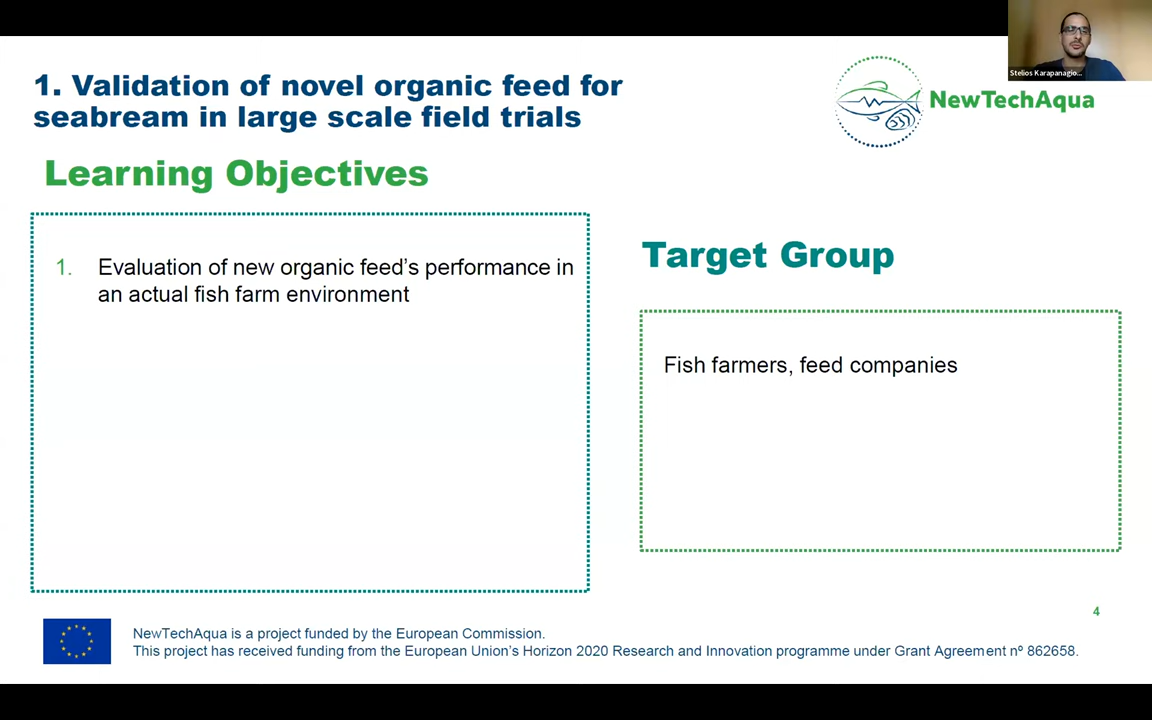 Stelios Karapanagio...
1. Validation of novel organic feed for
seabream in large scale field trials
NewTechAqua
Learning Objectives
1. Evaluation of new organic feed’s performance in
an actual fish farm environment
Target Group
Fish farmers, feed companies
4
NewTechAqua is a project funded by the European Commission.
This project has received funding from the European Union’s Horizon 2020 Research and Innovation programme under Grant Agreement nº 862658.